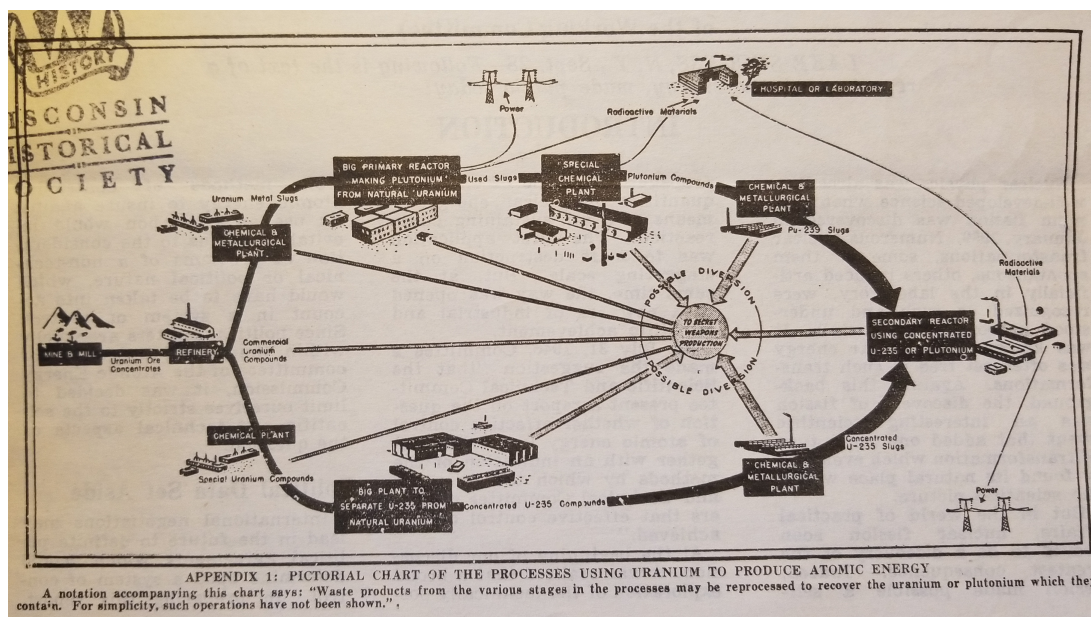 HISTORY
WISCONSIN
HISTORICAL
SOCIETY
Power
HOSPITAL OR LABORATORY
Radioactive Materials
BIG PRIMARY REACTOR
MAKING PLUTONIUM
FROM NATURAL URANIUM
Used Slugs
SPECIAL
CHEMICAL
PLANT
Plutonium Compounds
CHEMICAL &
METALLURGICAL
PLANT
Pu-239 Slugs
Uranium Metal Slugs
CHEMICAL &
METALLURGICAL
PLANT
Radioactive
Materials
POSSIBLE DIVERSION
TO SECRET
WEAPONS
PRODUCTION
POSSIBLE DIVERSION
SECONDARY REACTOR
USING CONCENTRATED
U-235 OR PLUTONIUM
MINE & MILL
Uranium Ore
Concentrates
REFINERY
Commercial
Uranium
Compounds
CHEMICAL PLANT
Special Uranium Compounds
BIG PLANT TO
SEPARATE U-235 FROM
NATURAL URANIUM
Concentrated U-235 Compounds
CHEMICAL &
METALLURGICAL
PLANT
Concentrated
U-235 Slugs
Power
APPENDIX 1: PICTORIAL CHART OF THE PROCESSES USING URANIUM TO PRODUCE ATOMIC ENERGY
A notation accompanying this chart says: "Waste products from the various stages in the processes may be reprocessed to recover the uranium or plutonium which they
contain. For simplicity, such operations have not been shown."